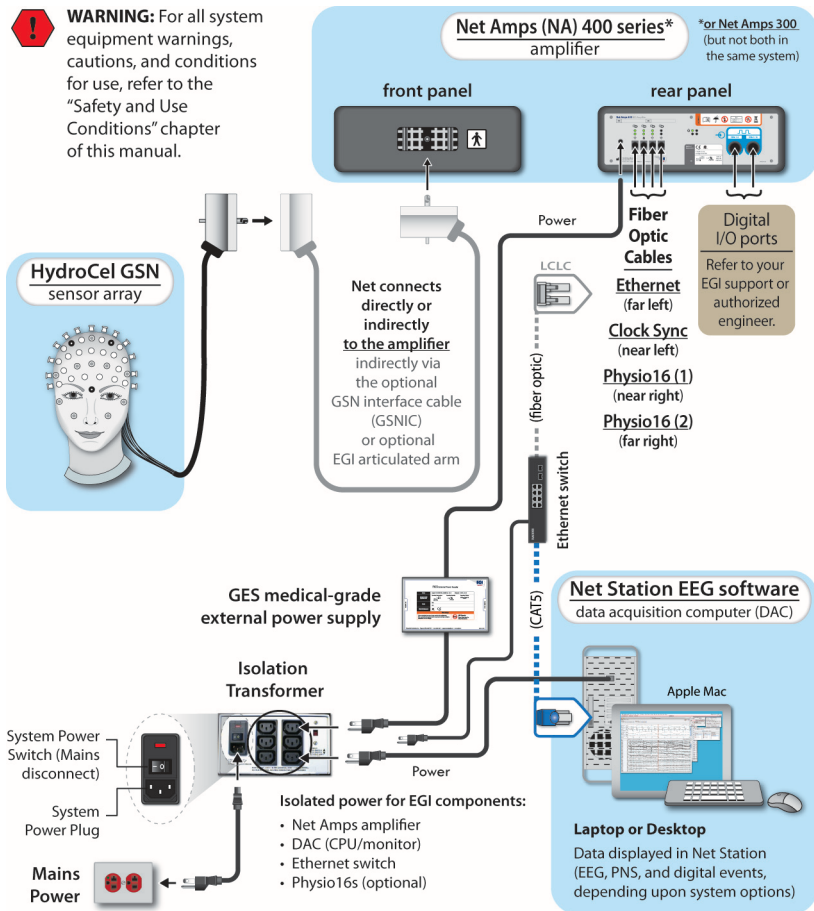 WARNING: For all system
equipment warnings,
cautions, and conditions
for use, refer to the
“Safety and Use
Conditions” chapter
of this manual.
Net Amps (NA) 400 series*
amplifier
*or Net Amps 300
(but not both in
the same system)
front panel
rear panel
Power
Fiber
Optic
Cables
Ethernet
(far left)
Clock Sync
(near left)
Physio16 (1)
(near right)
Physio16 (2)
(far right)
Digital
I/O ports
Refer to your
EGI support or
authorized
engineer.
HydroCel GSN
sensor array
Net connects
directly or
indirectly
to the amplifier
indirectly via
the optional
GSN interface cable
(GSNIC)
or optional
EGI articulated arm
LCLC
(fiber optic)
Ethernet switch
(CAT5)
GES medical-grade
external power supply
Net Station EEG software
data acquisition computer (DAC)
Apple Mac
Laptop or Desktop
Data displayed in Net Station
(EEG, PNS, and digital events,
depending upon system options)
Isolation
Transformer
System Power
Switch (Mains
disconnect)
System
Power Plug
Power
Isolated power for EGI components:
• Net Amps amplifier
• DAC (CPU/monitor)
• Ethernet switch
• Physio16s (optional)
Mains
Power